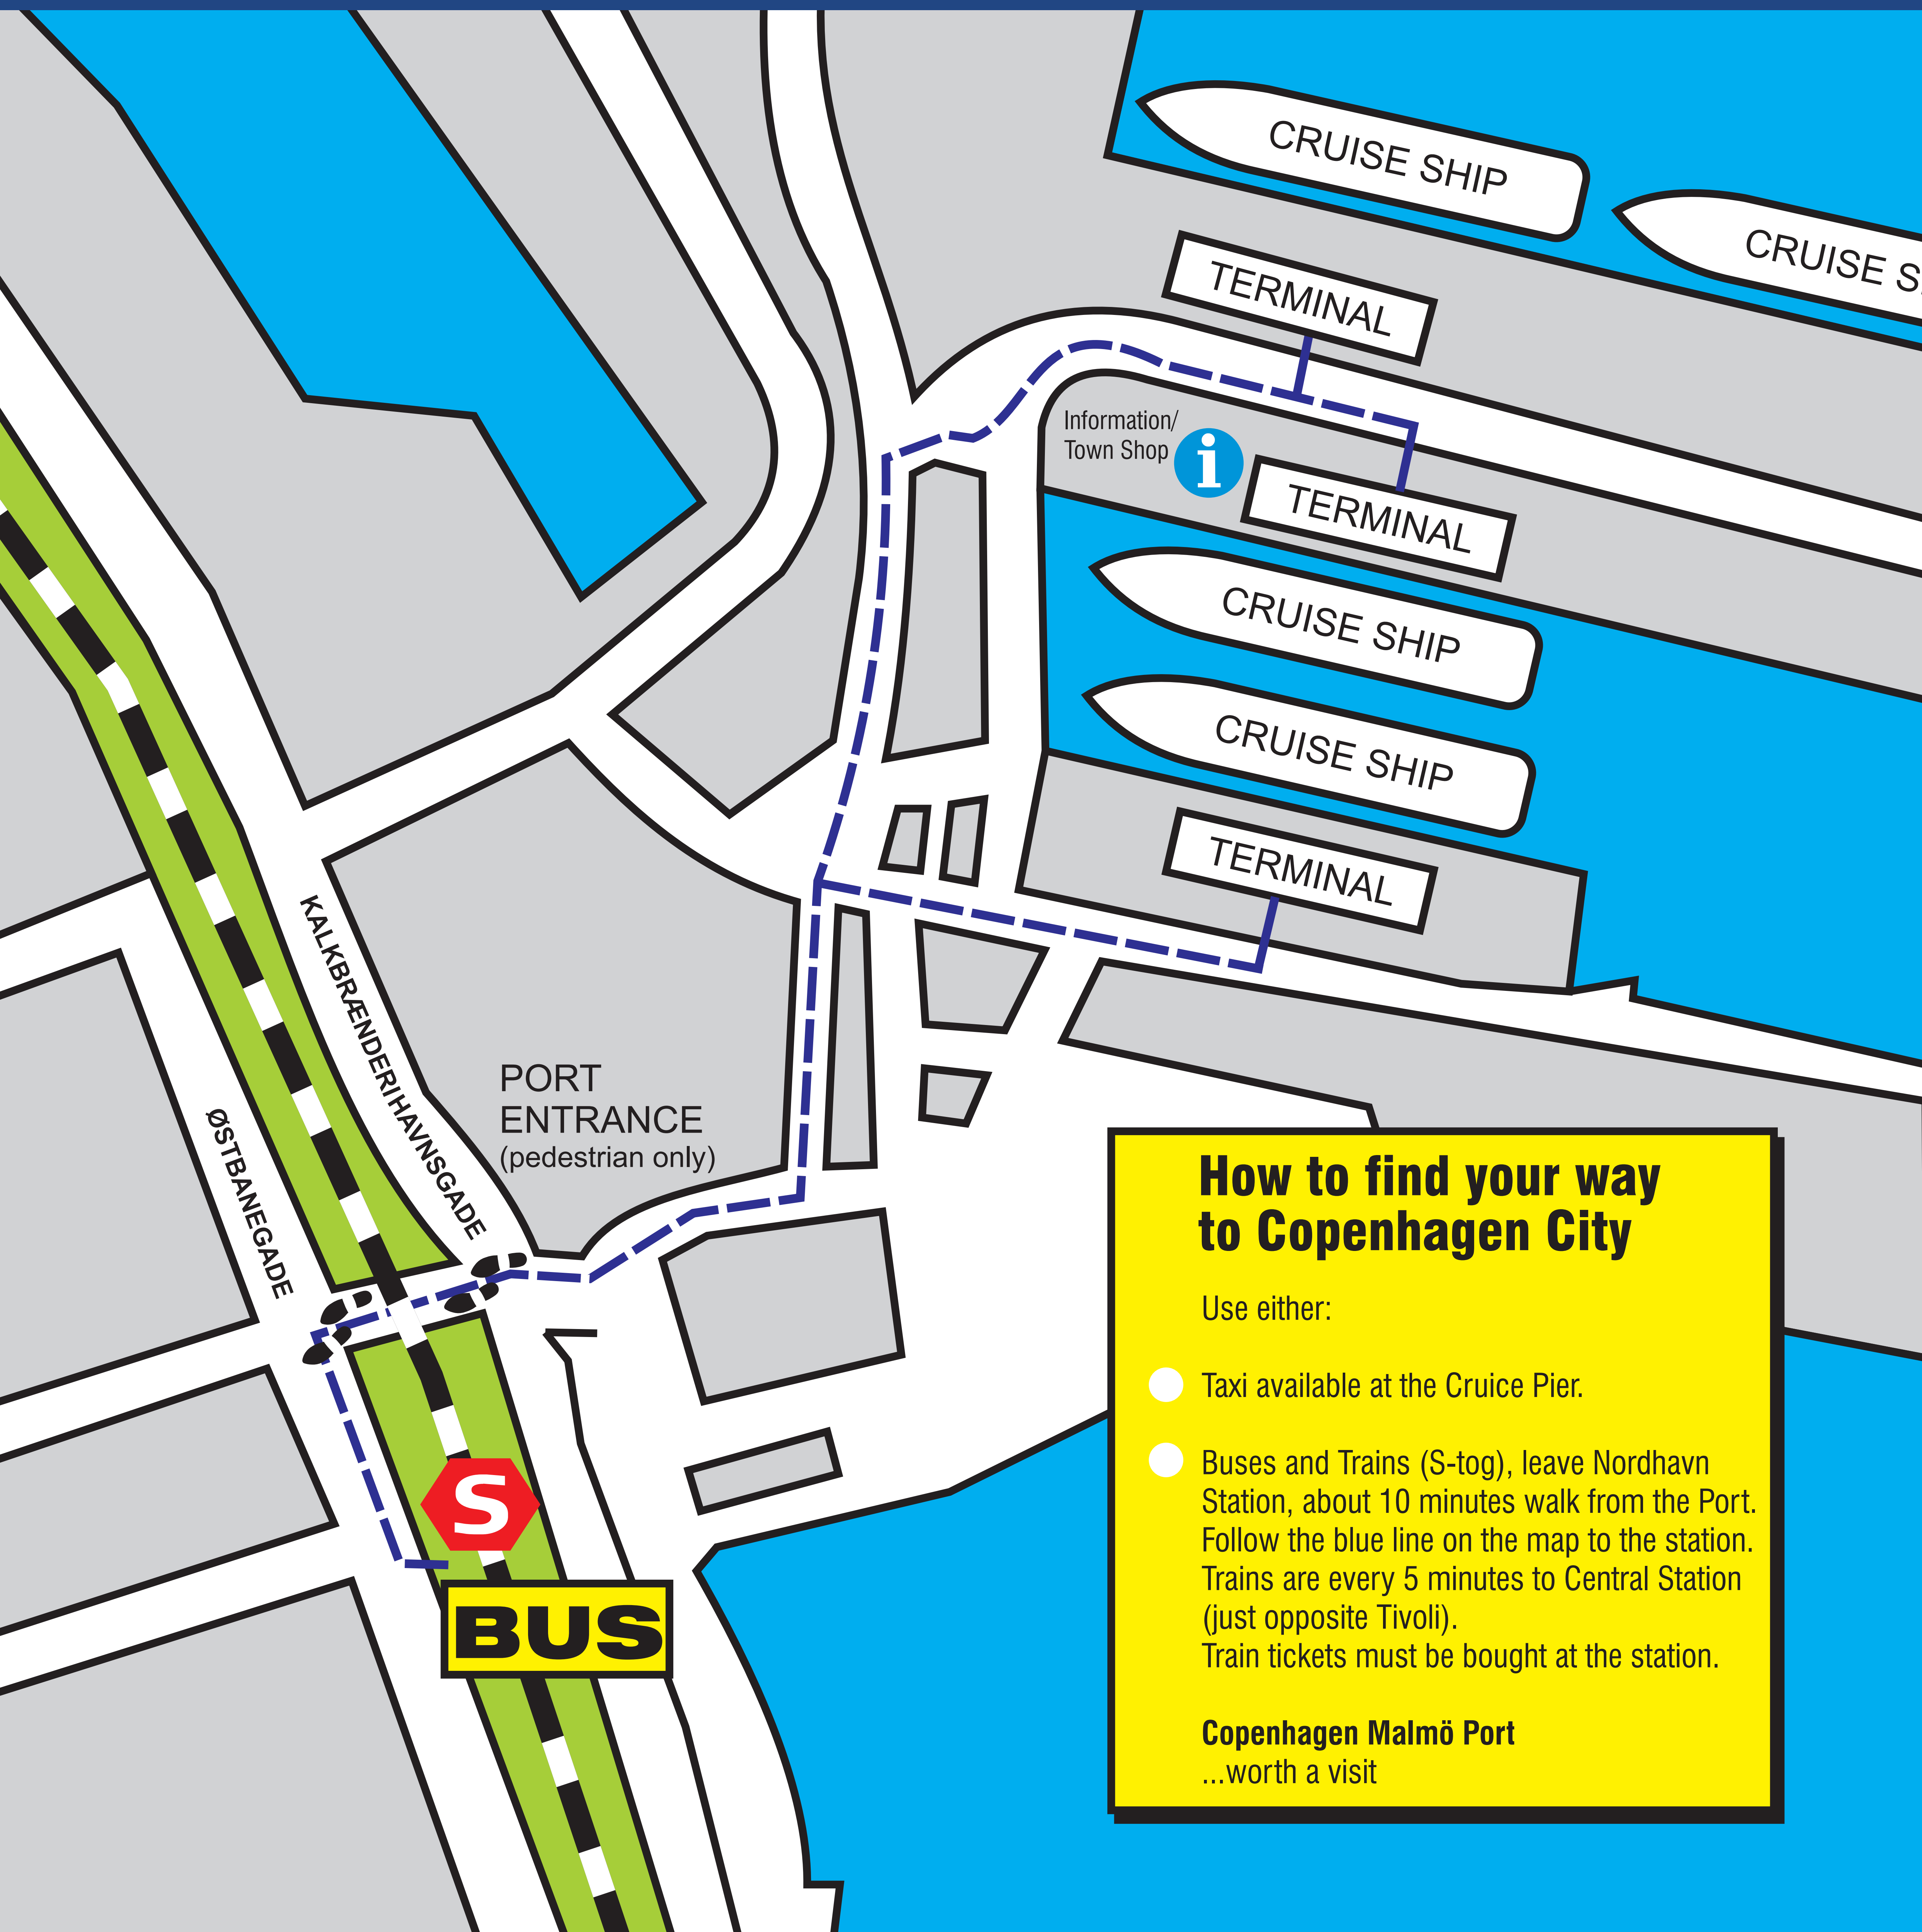 CRUISE SHIP
CRUISE S
TERMINAL
Information/
Town Shop
i
TERMINAL
CRUISE SHIP
CRUISE SHIP
TERMINAL
KALKBRÆNDERIHAVNSGADE
ØSTBANEGADE
PORT
ENTRANCE
(pedestrian only)
S
BUS
How to find your way
to Copenhagen City
Use either:
Taxi available at the Cruice Pier.
Buses and Trains (S-tog), leave Nordhavn
Station, about 10 minutes walk from the Port.
Follow the blue line on the map to the station.
Trains are every 5 minutes to Central Station
(just opposite Tivoli).
Train tickets must be bought at the station.
Copenhagen Malmö Port
...worth a visit